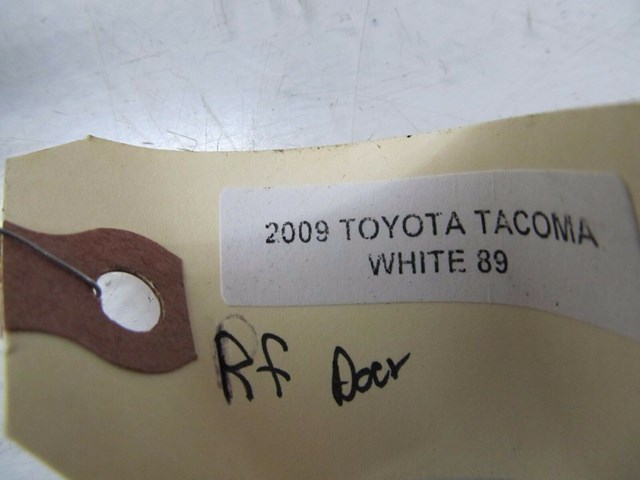 2009 TOYOTA TACOMA
WHITE 89
Rf Door